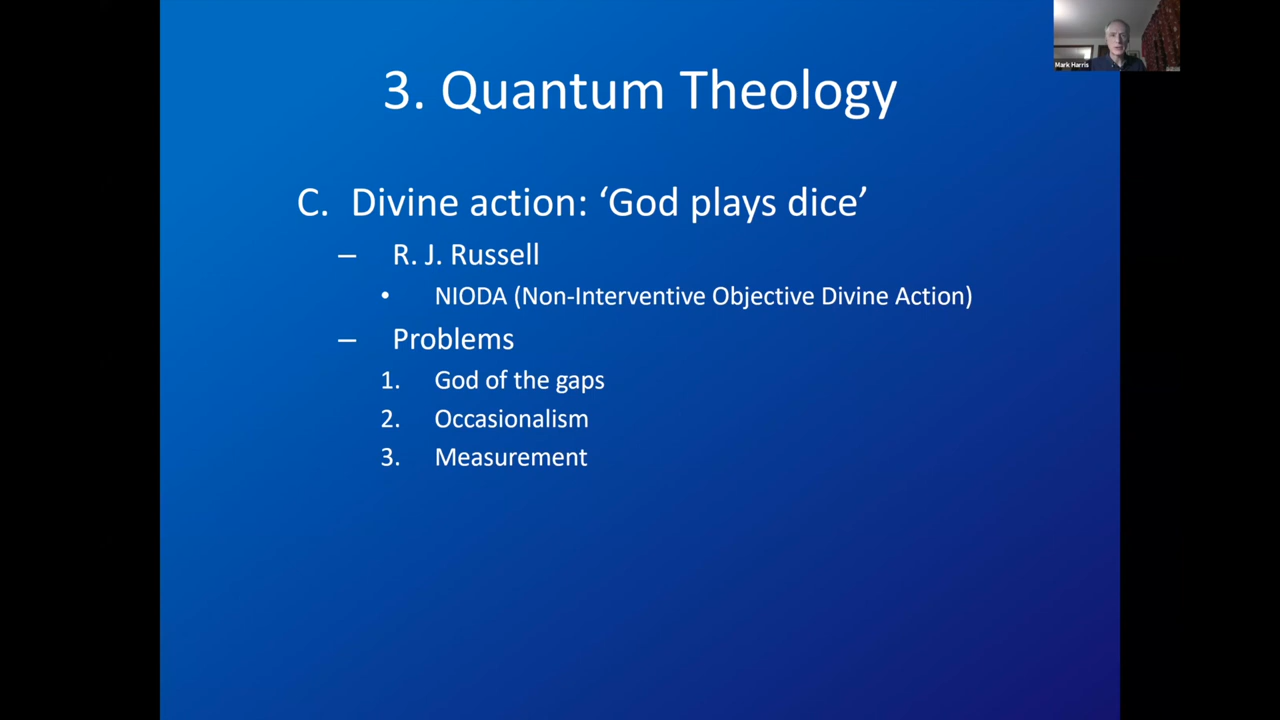 Mark Harris
3. Quantum Theology
C. Divine action: ‘God plays dice’
– R. J. Russell
• NIODA (Non-Interventive Objective Divine Action)
– Problems
1. God of the gaps
2. Occasionalism
3. Measurement